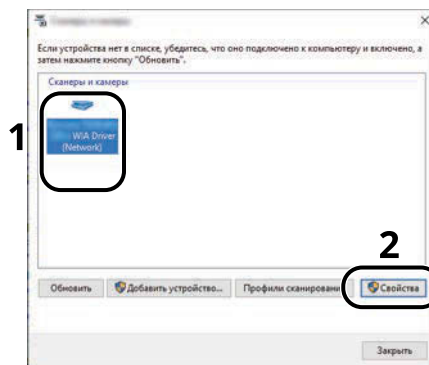 Если устройства нет в списке, убедитесь, что оно подключено к компьютеру и включено, а
затем нажмите кнопку "Обновить".
Сканеры и камеры
1
WIA Driver
(Network)
2
Обновить
Добавить устройство...
Профили сканировани
Свойства
Закрыть